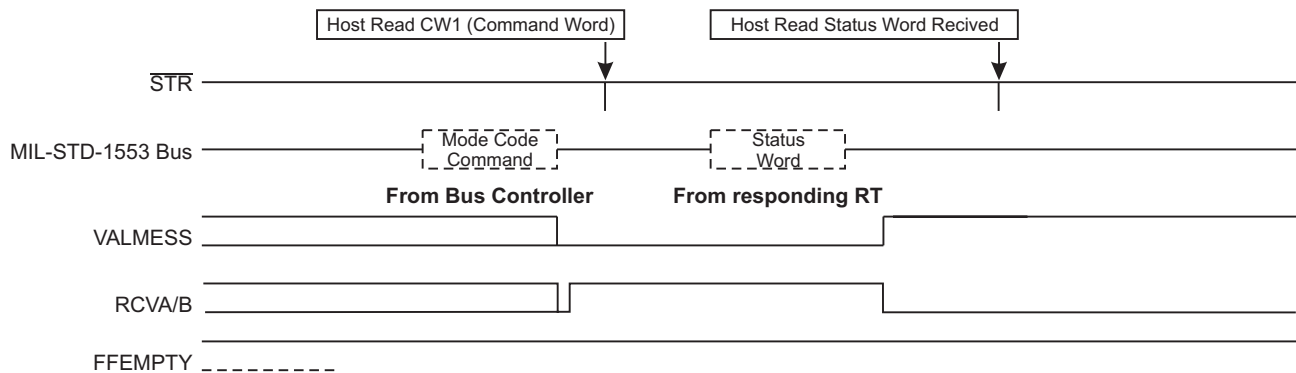 Host Read CW1 (Command Word)
Host Read Status Word Recived
STR
MIL-STD-1553 Bus
Mode Code
Command
Status
Word
From Bus Controller
From responding RT
VALMESS
RCVA/B
FFEMPTY